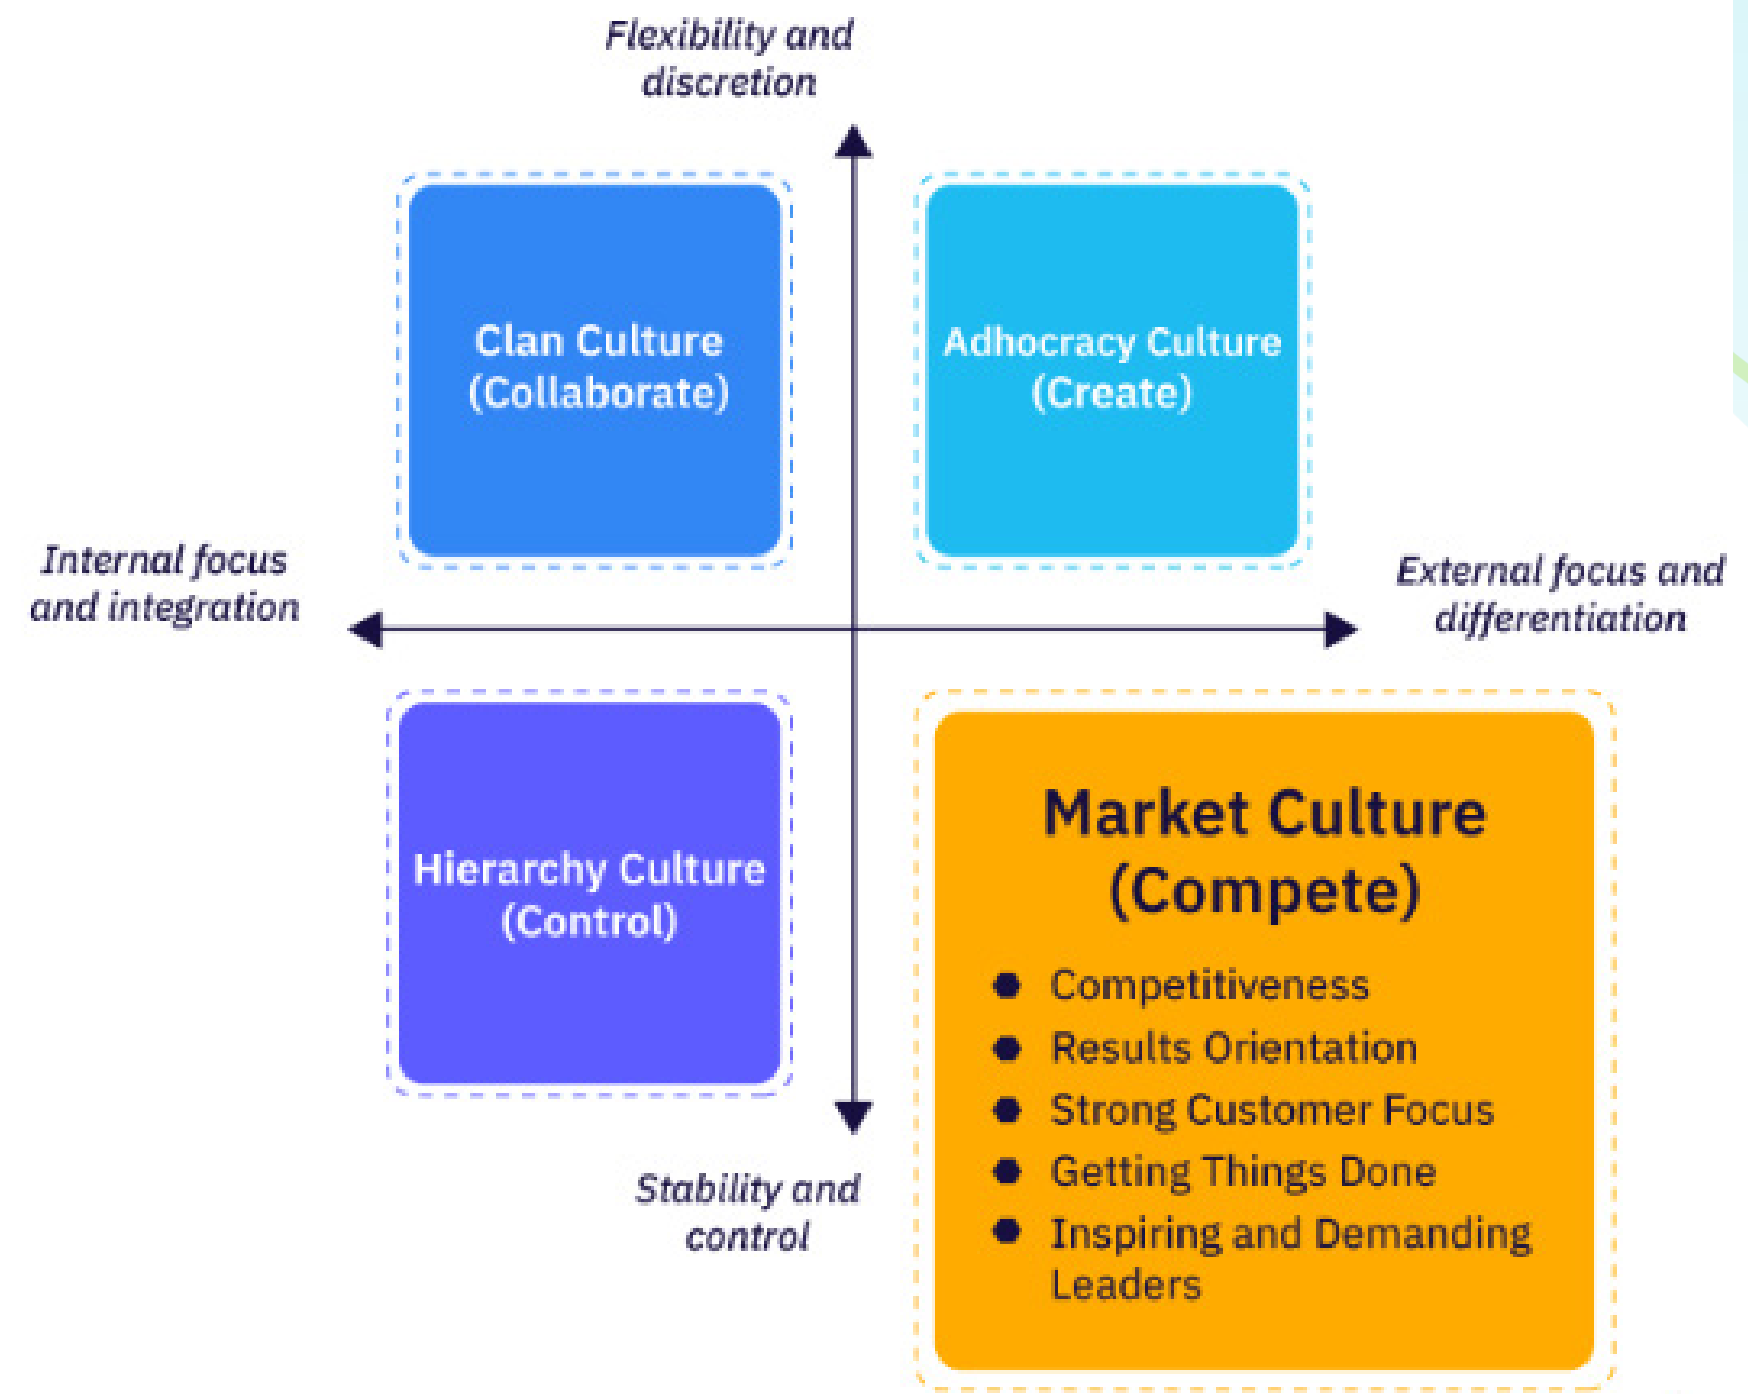 Flexibility and
discretion
Clan Culture
(Collaborate)
Adhocracy Culture
(Create)
Internal focus
and integration
External focus and
differentiation
Hierarchy Culture
(Control)
Market Culture
(Compete)
Competitiveness
Results Orientation
Strong Customer Focus
Getting Things Done
Inspiring and Demanding
Leaders
Stability and
control